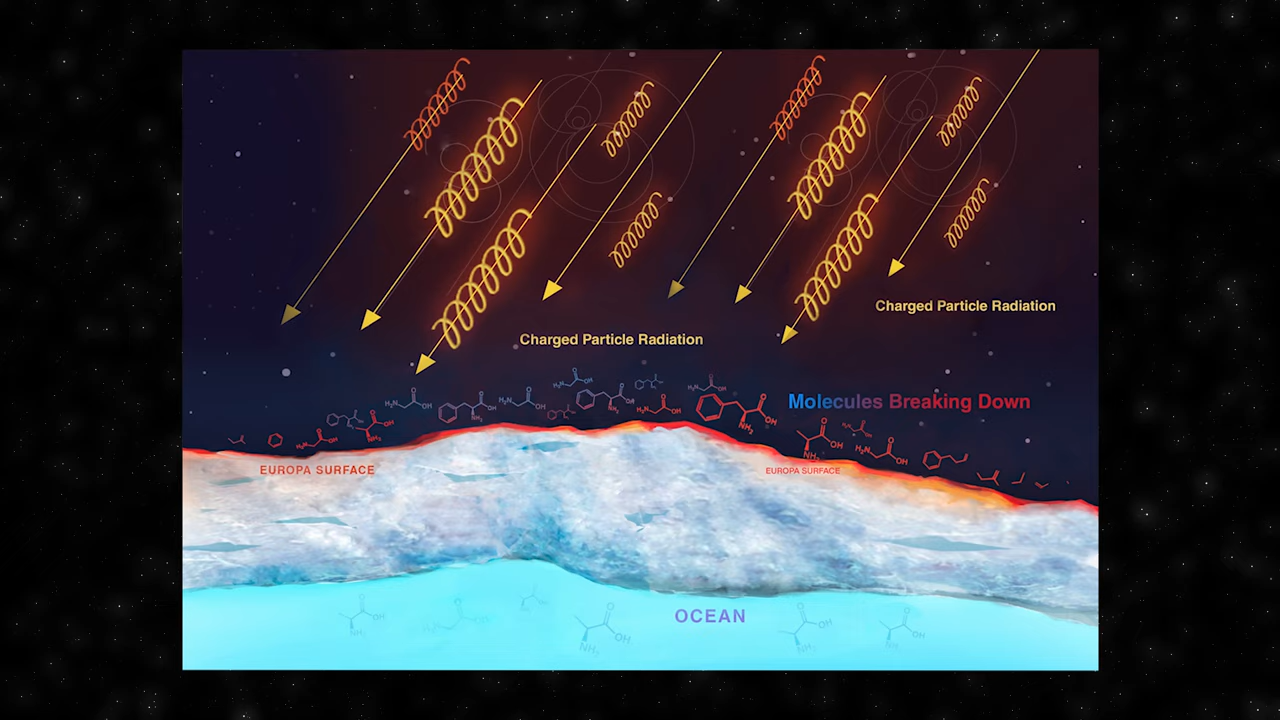 Charged Particle Radiation
Charged Particle Radiation
Molecules Breaking Down
EUROPA SURFACE
EUROPA SURFACE
OCEAN